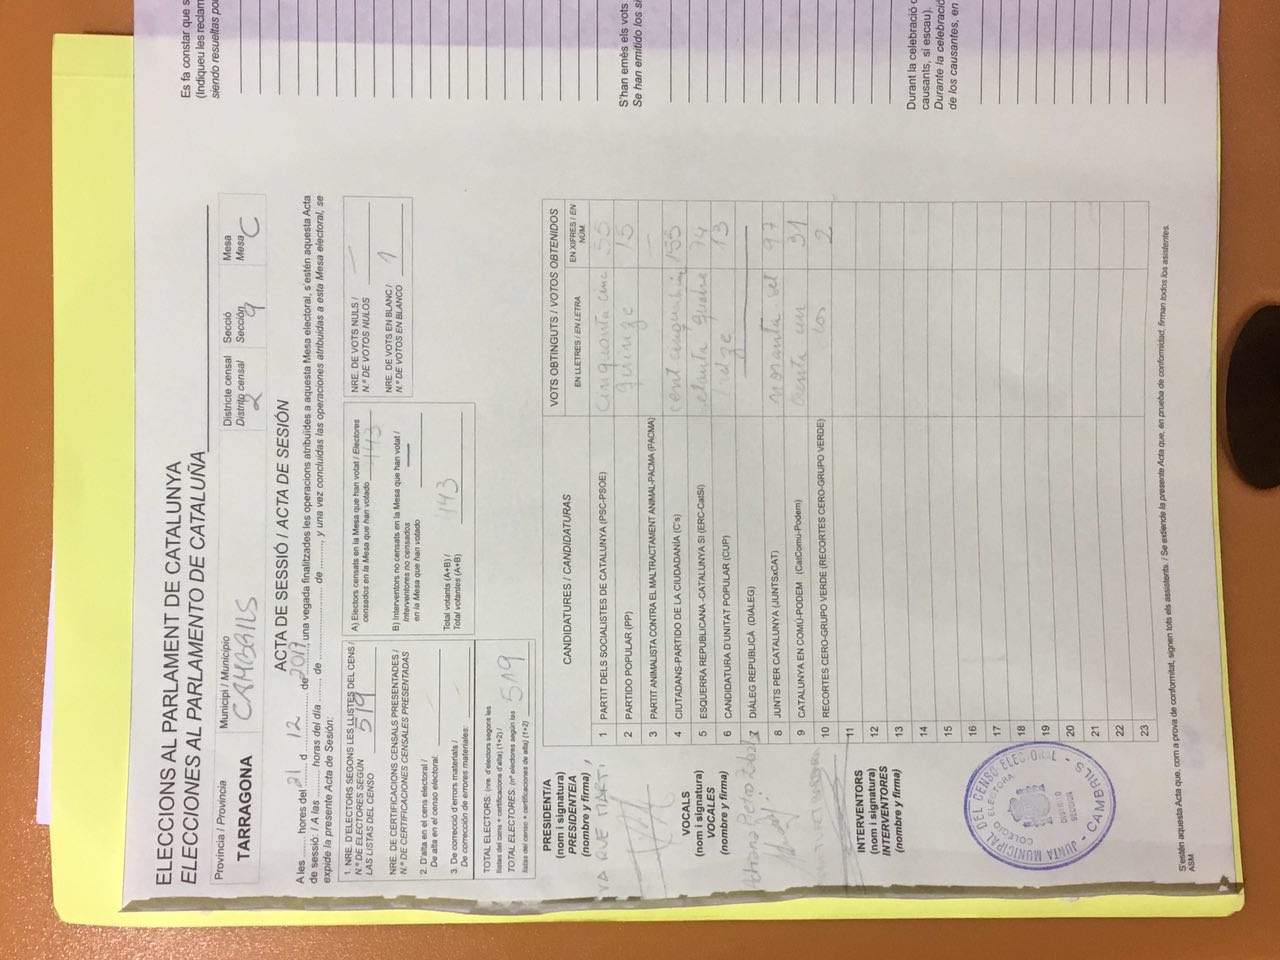 ELECCIONS AL PARLAMENT DE CATALUNYA
ELECCIONES AL PARLAMENTO DE CATALUÑA
Provincia / Provincia
TARRAGONA
Municipi / Municipio
CAMBRILS
Districte censal
Distrito censal
2
Secció
Sección
9
Mesa
Mesa
C
ACTA DE SESSIÓ / ACTA DE SESIÓN
A les ........ hores del 21 d 12 de 2017, una vegada finalitzades les operacions atribuïdes a aquesta Mesa electoral, s'estén aquesta Acta
de sessió: / A las ........ horas del día ........ de ........ de ........, y una vez concluidas las operaciones atribuidas a esta Mesa electoral, se
expide la presente Acta de Sesión:
1. NRE. D'ELECTORS SEGONS LES LLISTES DEL CENS /
N.º DE ELECTORES SEGÚN
LAS LISTAS DEL CENSO
519
NRE. DE CERTIFICACIONS CENSALS PRESENTADES /
N.º DE CERTIFICACIONES CENSALES PRESENTADAS
2. D'alta en el cens electoral /
De alta en el censo electoral:
3. De correcció d'errors materials /
De corrección de errores materiales:
TOTAL ELECTORS. (nre. d'electors segons les
llistes del cens + certificacions d'alta) (1+2) /
TOTAL ELECTORES. (nº electores según las
listas del censo + certificaciones de alta) (1+2)
519
A) Electors censats en la Mesa que han votat / Electores
censados en la Mesa que han votado
443
B) Interventors no censats en la Mesa que han votat /
Interventores no censados
en la Mesa que han votado
Total votants (A+B) /
Total votantes (A+B)
443
NRE. DE VOTS NULS /
N.º DE VOTOS NULOS
—
NRE. DE VOTS EN BLANC /
N.º DE VOTOS EN BLANCO
1
CANDIDATURES / CANDIDATURAS
VOTS OBTINGUTS / VOTOS OBTENIDOS
EN LLETRES / EN LETRA
EN XIFRES / EN NÚM.
1 PARTIT DELS SOCIALISTES DE CATALUNYA (PSC-PSOE) cinquanta cinc 55
2 PARTIDO POPULAR (PP) quinze 15
3 PARTIT ANIMALISTA CONTRA EL MALTRACTAMENT ANIMAL-PACMA (PACMA) —
4 CIUTADANS-PARTIDO DE LA CIUDADANÍA (C's) cent 155
5 ESQUERRA REPUBLICANA-CATALUNYA SÍ (ERC-CatSÍ) quatre 74
6 CANDIDATURA D'UNITAT POPULAR (CUP) tretze 13
7 DIÀLEG REPUBLICÀ (DIÀLEG)
8 JUNTS PER CATALUNYA (JUNTSxCAT) noranta set 97
9 CATALUNYA EN COMÚ-PODEM (CatComú-Podem) 31
10 RECORTES CERO-GRUPO VERDE (RECORTES CERO-GRUPO VERDE) dos 2
11
12
13
14
15
16
17
18
19
20
21
22
23
PRESIDENT/A
(nom i signatura)
PRESIDENTE/A
(nombre y firma)
MARTI
VOCALS
(nom i signatura)
VOCALES
(nombre y firma)
INTERVENTORS
(nom i signatura)
INTERVENTORES
(nombre y firma)
JUNTA MUNICIPAL DEL CENSO ELECTORAL - CAMBRILS -
COLEGIO ELECTORAL
DISTRITO
SECCION
S'estén aquesta Acta que, com a prova de conformitat, signen tots els assistents. / Se extiende la presente Acta que, en prueba de conformidad, firman todos los asistentes.
ASM
Es fa constar que s
(Indiqueu les reclam
siendo resueltas po
S'han emès els vots
Se han emitido los
Durant la celebració
causants, si escau).
Durante la celebració
de los causantes, en